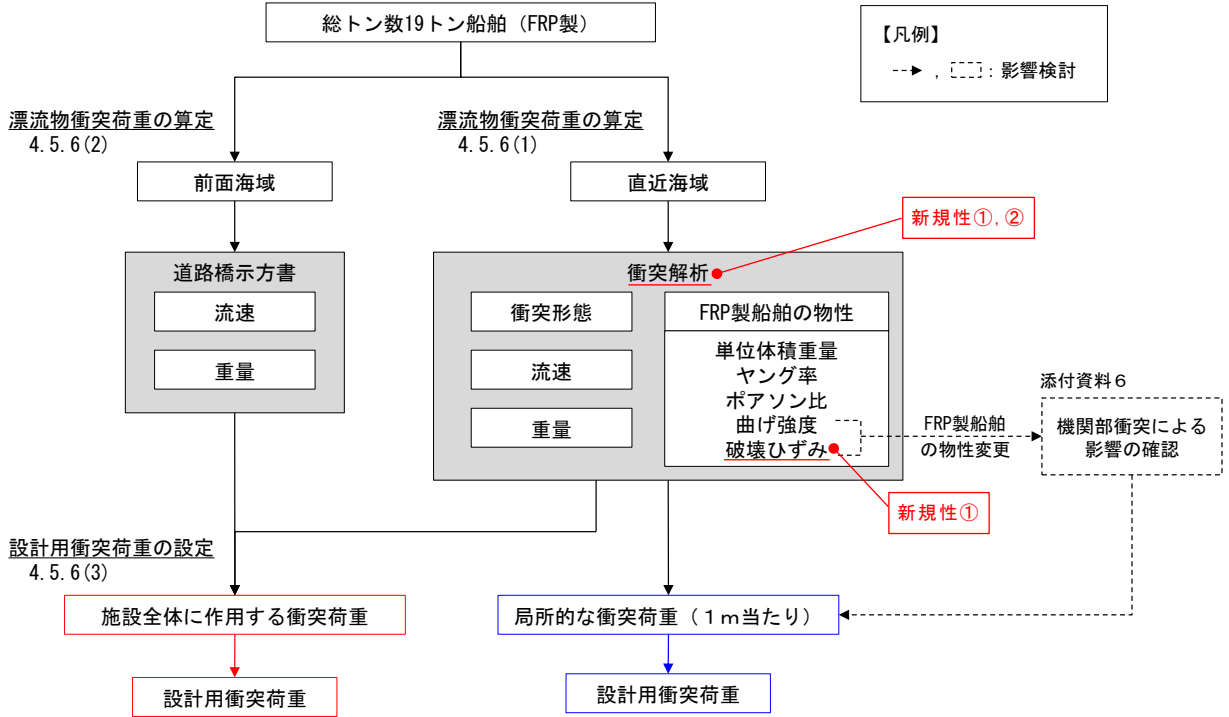 総トン数19トン船舶（FRP製）
【凡例】
, : 影響検討
漂流物衝突荷重の算定
4.5.6(2)
漂流物衝突荷重の算定
4.5.6(1)
前面海域
直近海域
新規性①,②
道路橋示方書
流速
重量
衝突解析
衝突形態
流速
重量
FRP製船舶の物性
単位体積重量
ヤング率
ポアソン比
曲げ強度
破壊ひずみ
新規性①
FRP製船舶
の物性変更
添付資料６
機関部衝突による
影響の確認
設計用衝突荷重の設定
4.5.6(3)
施設全体に作用する衝突荷重
局所的な衝突荷重（１ｍ当たり）
設計用衝突荷重
設計用衝突荷重